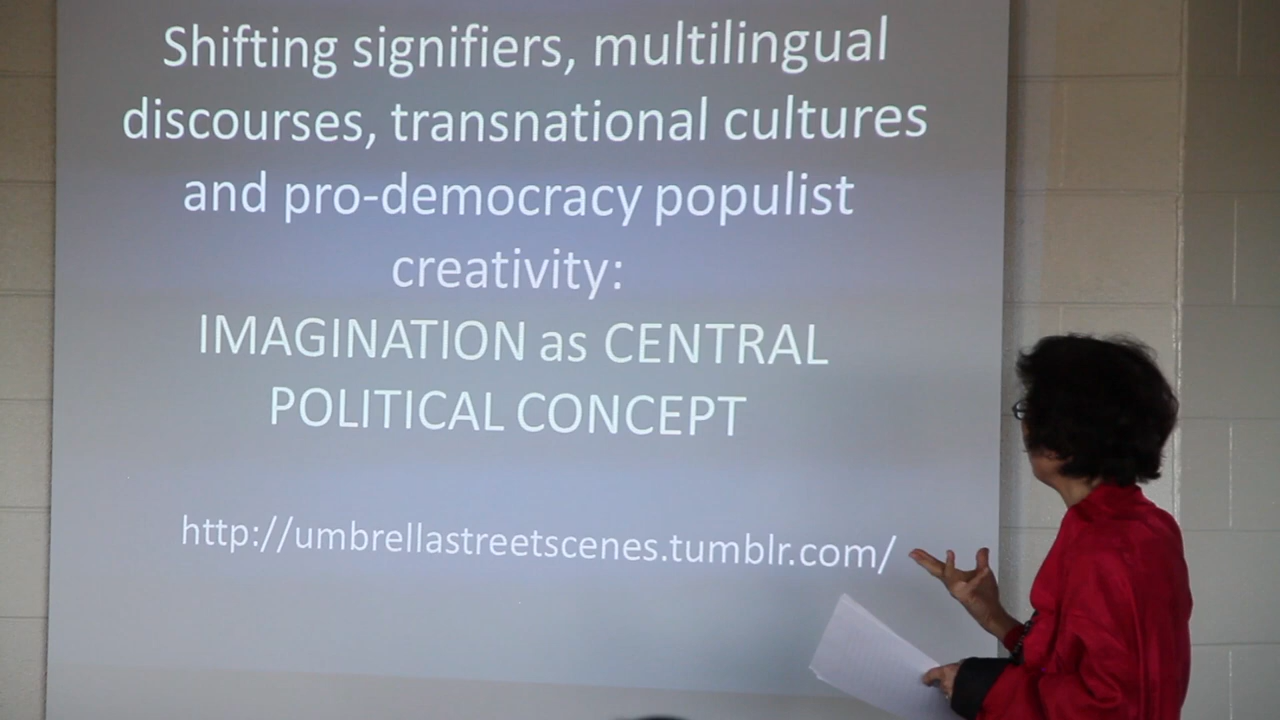 Shifting signifiers, multilingual
discourses, transnational cultures
and pro-democracy populist
creativity:
IMAGINATION as CENTRAL
POLITICAL CONCEPT
http://umbrellastreetscenes.tumblr.com/